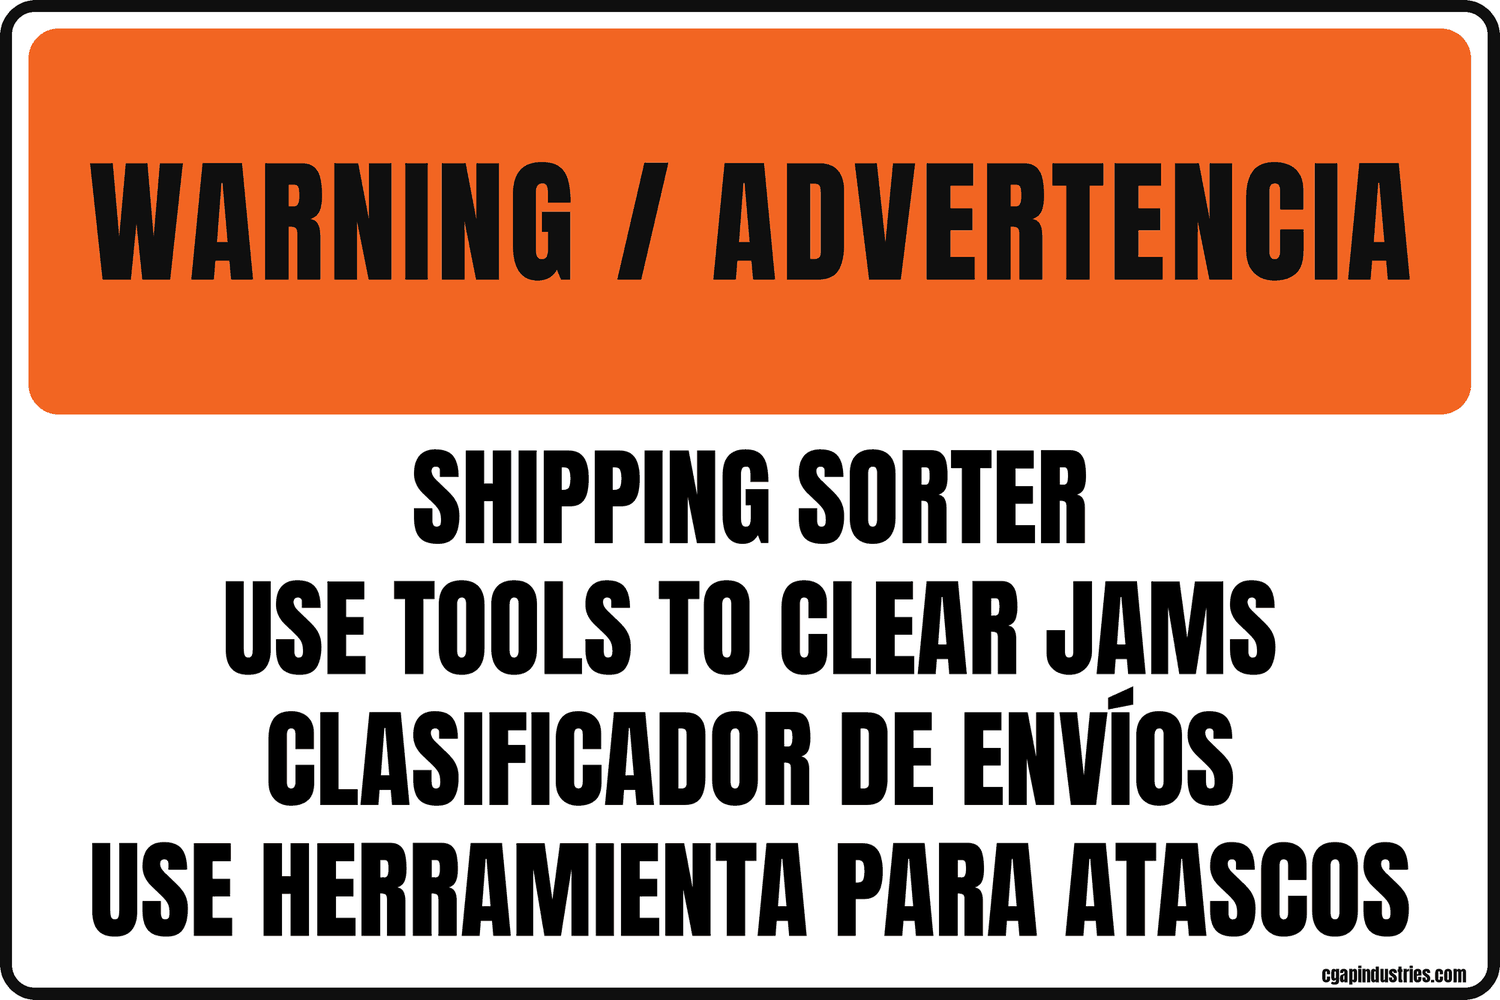 WARNING / ADVERTENCIA
SHIPPING SORTER
USE TOOLS TO CLEAR JAMS
CLASIFICADOR DE ENVÍOS
USE HERRAMIENTA PARA ATASCOS
cgapindustries.com